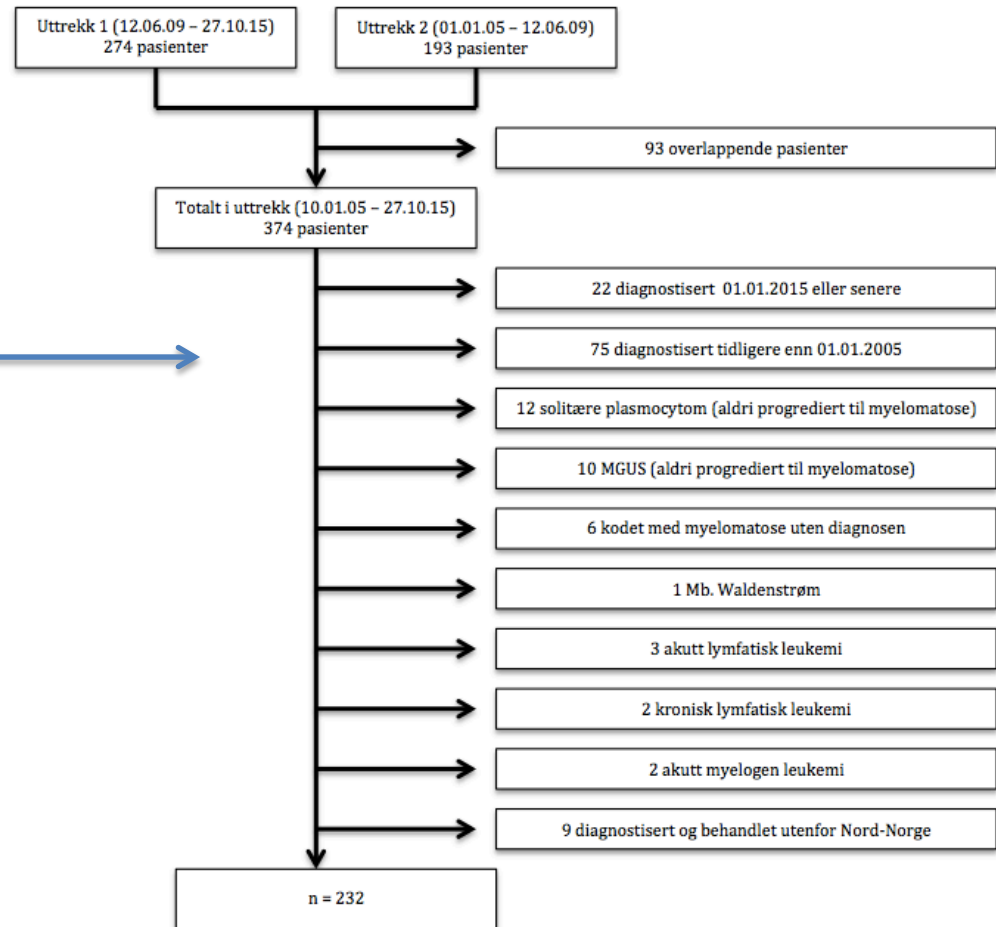 Uttrekk 1 (12.06.09 – 27.10.15)
274 pasienter
Uttrekk 2 (01.01.05 – 12.06.09)
193 pasienter
93 overlappende pasienter
Totalt i uttrekk (10.01.05 – 27.10.15)
374 pasienter
22 diagnostisert 01.01.2015 eller senere
75 diagnostisert tidligere enn 01.01.2005
12 solitære plasmocytom (aldri progrediert til myelomatose)
10 MGUS (aldri progrediert til myelomatose)
6 kodet med myelomatose uten diagnosen
1 Mb. Waldenstrøm
3 akutt lymfatisk leukemi
2 kronisk lymfatisk leukemi
2 akutt myelogen leukemi
9 diagnostisert og behandlet utenfor Nord-Norge
n = 232